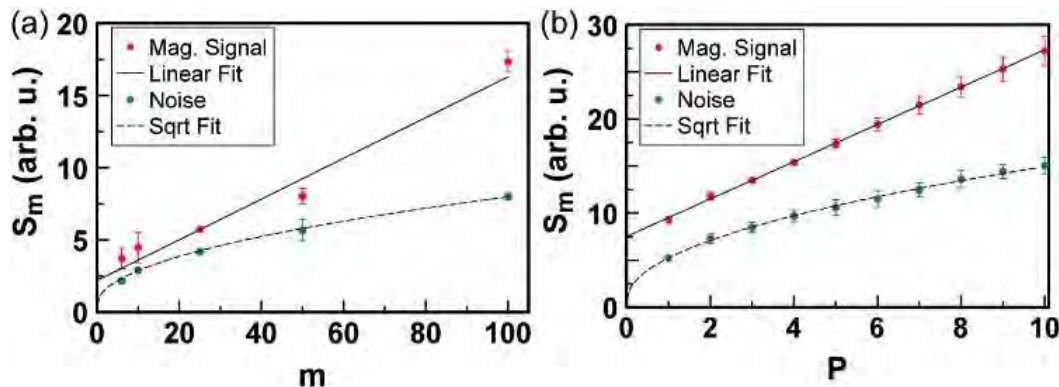 (a)
S_m (arb. u.)
20
15
10
5
0
Mag. Signal
Linear Fit
Noise
Sqrt Fit
0 20 40 60 80 100
m
(b)
S_m (arb. u.)
30
20
10
0
Mag. Signal
Linear Fit
Noise
Sqrt Fit
0 2 4 6 8 10
P